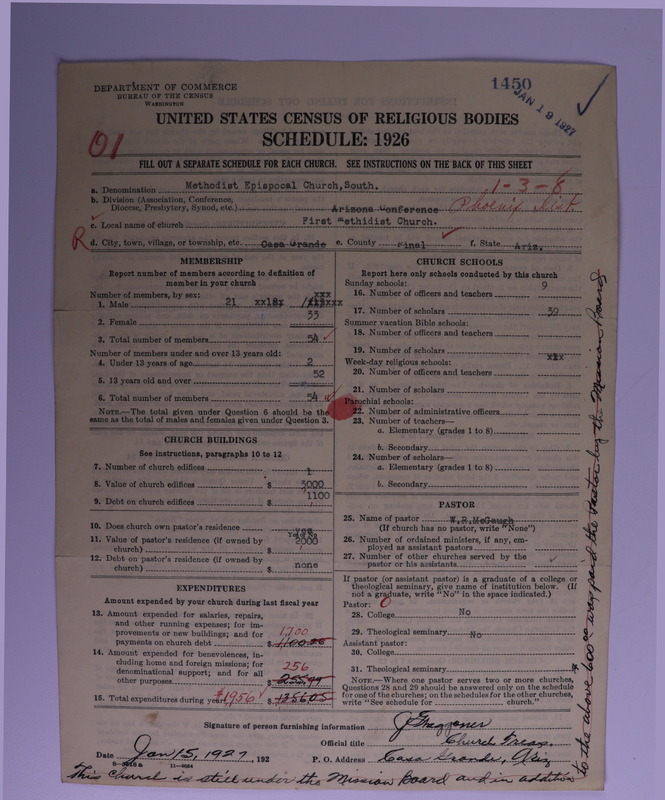 DEPARTMENT OF COMMERCE
BUREAU OF THE CENSUS
WASHINGTON
1450
JAN 19 1927
UNITED STATES CENSUS OF RELIGIOUS BODIES
SCHEDULE: 1926
01
FILL OUT A SEPARATE SCHEDULE FOR EACH CHURCH. SEE INSTRUCTIONS ON THE BACK OF THIS SHEET
a. Denomination Methodist Epispocal Church,South. 1-3-8
b. Division (Association, Conference,
Diocese, Presbytery, Synod, etc.) Arizona Conference Phoenix Dist.
c. Local name of church First Methidist Church.
R d. City, town, village, or township, etc. Casa Grande e. County Pinal f. State Ariz.
MEMBERSHIP
Report number of members according to definition of
member in your church
Number of members, by sex: xxx
1. Male 21
2. Female 33
3. Total number of members 54
Number of members under and over 13 years old:
4. Under 13 years of age 2
5. 13 years old and over 52
6. Total number of members 54
NOTE.—The total given under Question 6 should be the
same as the total of males and females given under Question 3.
CHURCH BUILDINGS
See instructions, paragraphs 10 to 12
7. Number of church edifices 1
8. Value of church edifices $ 3000
9. Debt on church edifices $ 1100
10. Does church own pastor's residence yes
11. Value of pastor's residence (if owned by
church) $ 2000
12. Debt on pastor's residence (if owned by
church) $ none
EXPENDITURES
Amount expended by your church during last fiscal year
13. Amount expended for salaries, repairs,
and other running expenses; for im-
provements or new buildings; and for
payments on church debt $ 1700
14. Amount expended for benevolences, in-
cluding home and foreign missions; for
denominational support; and for all
other purposes $ 256
15. Total expenditures during year $1956 $ 1356.05
CHURCH SCHOOLS
Report here only schools conducted by this church
Sunday schools:
16. Number of officers and teachers 9
17. Number of scholars 39
Summer vacation Bible schools:
18. Number of officers and teachers
19. Number of scholars xxx
Week-day religious schools:
20. Number of officers and teachers
21. Number of scholars
Parochial schools:
22. Number of administrative officers
23. Number of teachers—
a. Elementary (grades 1 to 8)
b. Secondary
24. Number of scholars—
a. Elementary (grades 1 to 8)
b. Secondary
PASTOR
25. Name of pastor W.R.McGaugh
(If church has no pastor, write "None")
26. Number of ordained ministers, if any, em-
ployed as assistant pastors
27. Number of other churches served by the
pastor or his assistants
If pastor (or assistant pastor) is a graduate of a college or
theological seminary, give name of institution below. (If
not a graduate, write "No" in the space indicated.)
Pastor: 0
28. College No
29. Theological seminary No
Assistant pastor:
30. College
31. Theological seminary
NOTE.—Where one pastor serves two or more churches,
Questions 28 and 29 should be answered only on the schedule
for one of the churches; on the schedules for the other churches,
write "See schedule for church."
Signature of person furnishing information
Official title Church Treas.
Date Jan 15, 1927, 192 P. O. Address Casa Grande, Ariz
11—9084
This Church is still under the Mission Board and in addition
to the above 600.00 was paid the Pastor by the Mission Board